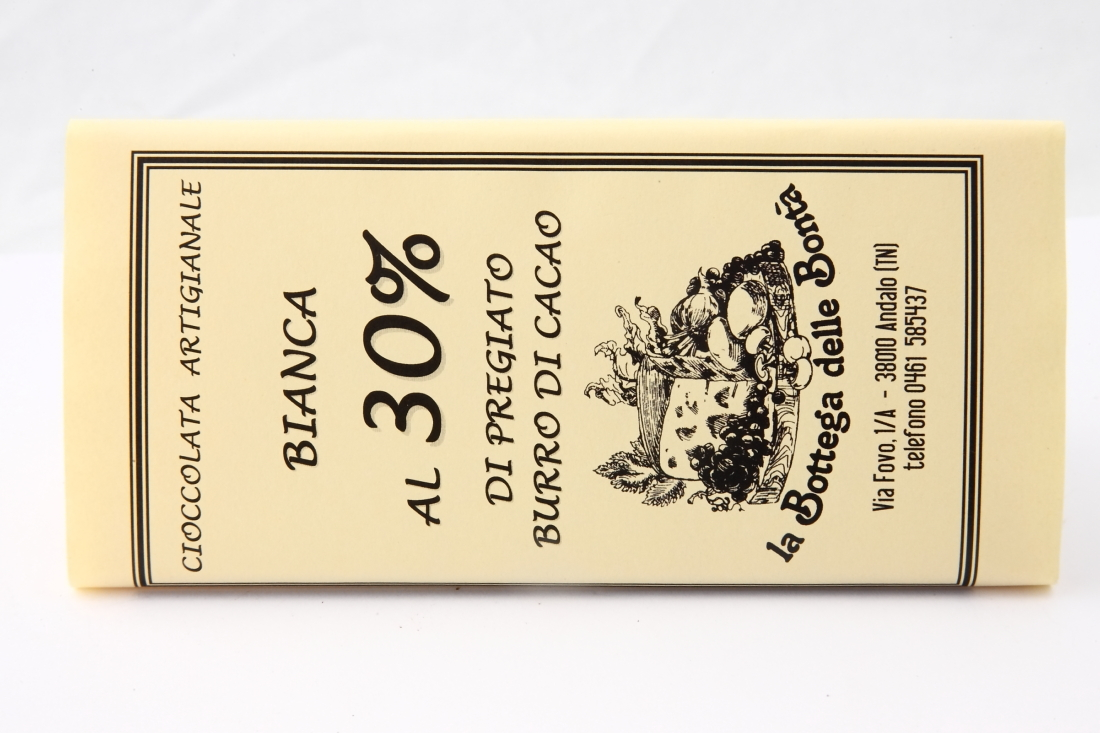 CIOCCOLATA ARTIGIANALE
BIANCA
AL 30%
DI PREGIATO
BURRO DI CACAO
la Bottega delle Bontà
Via Fovo, 1/A - 38010 Andalo (TN)
telefono 0461 585437